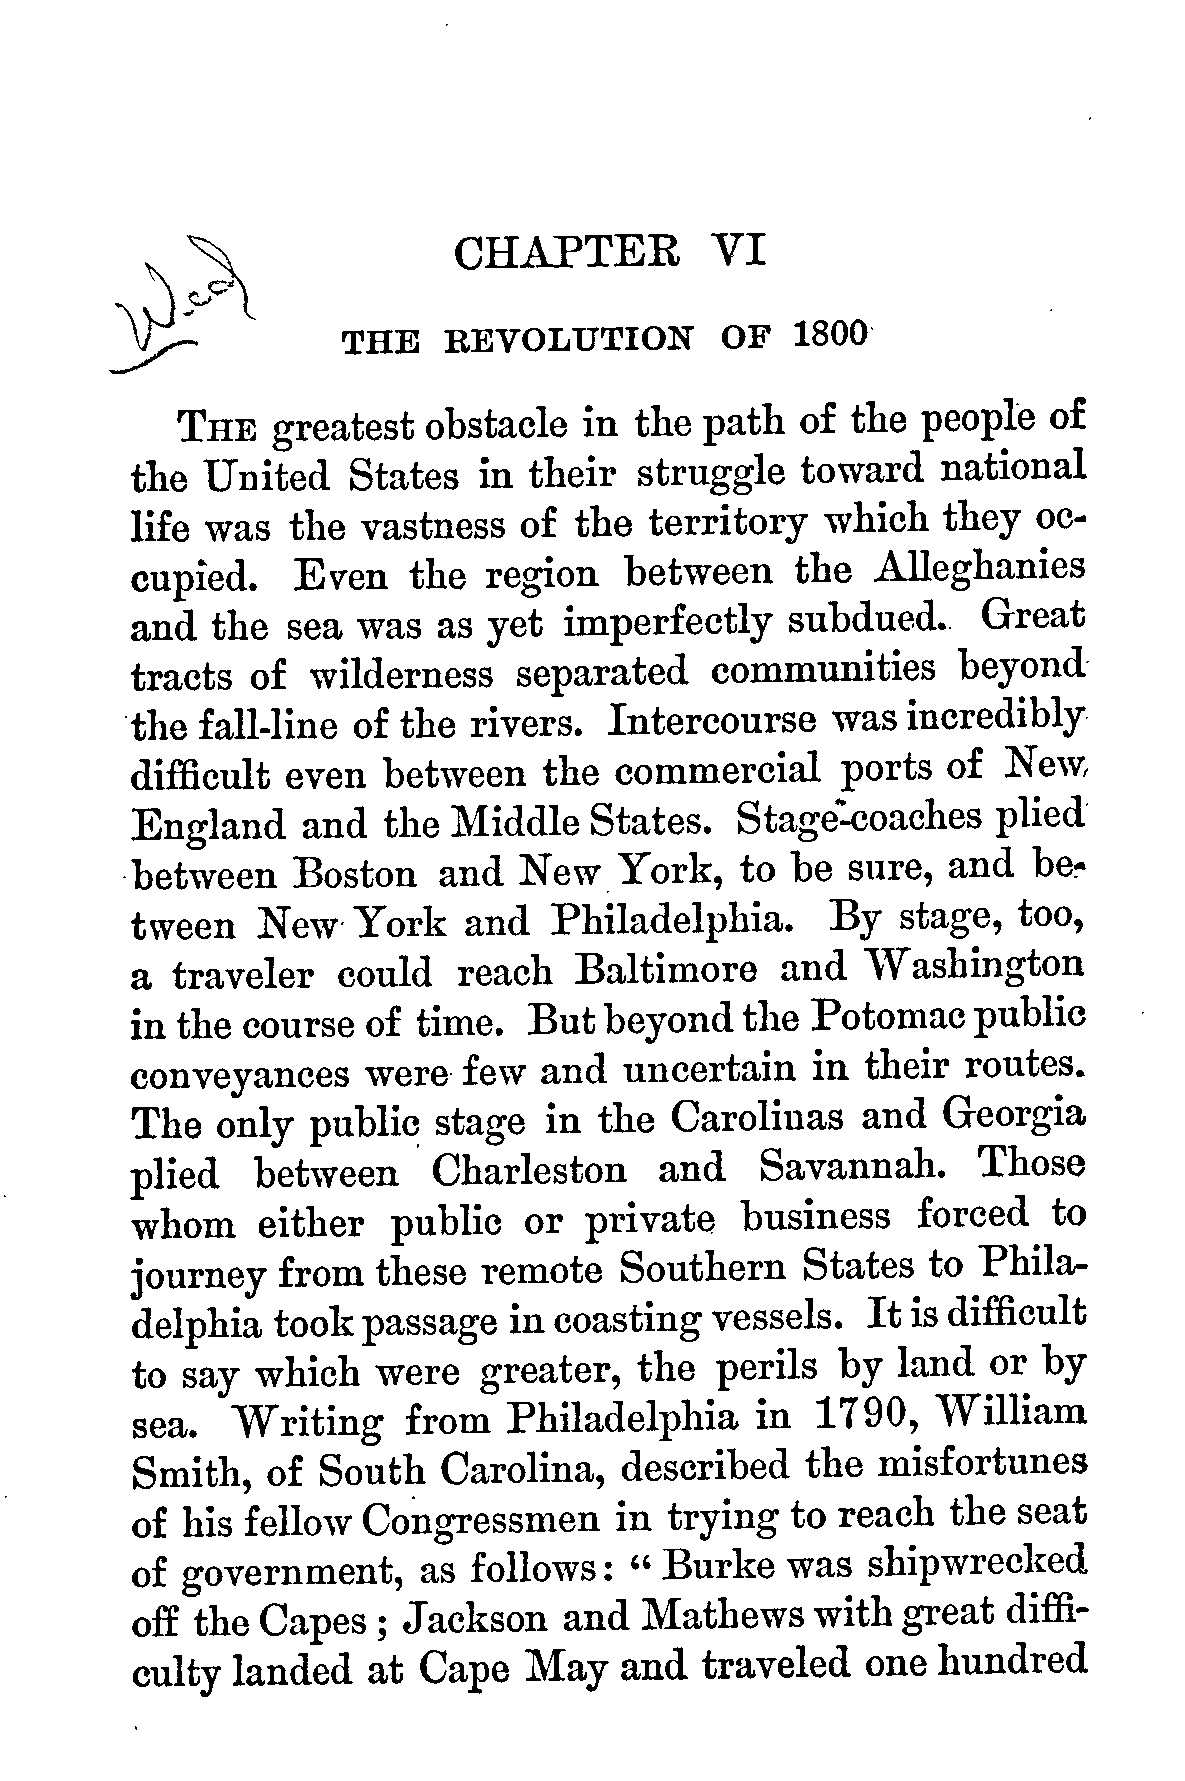 CHAPTER VI
THE REVOLUTION OF 1800
THE greatest obstacle in the path of the people of
the United States in their struggle toward national
life was the vastness of the territory which they oc-
cupied. Even the region between the Alleghanies
and the sea was as yet imperfectly subdued. Great
tracts of wilderness separated communities beyond
the fall-line of the rivers. Intercourse was incredibly
difficult even between the commercial ports of New
England and the Middle States. Stage-coaches plied
between Boston and New York, to be sure, and be-
tween New York and Philadelphia. By stage, too,
a traveler could reach Baltimore and Washington
in the course of time. But beyond the Potomac public
conveyances were few and uncertain in their routes.
The only public stage in the Carolinas and Georgia
plied between Charleston and Savannah. Those
whom either public or private business forced to
journey from these remote Southern States to Phila-
delphia took passage in coasting vessels. It is difficult
to say which were greater, the perils by land or by
sea. Writing from Philadelphia in 1790, William
Smith, of South Carolina, described the misfortunes
of his fellow Congressmen in trying to reach the seat
of government, as follows: “Burke was shipwrecked
off the Capes; Jackson and Mathews with great diffi-
culty landed at Cape May and traveled one hundred